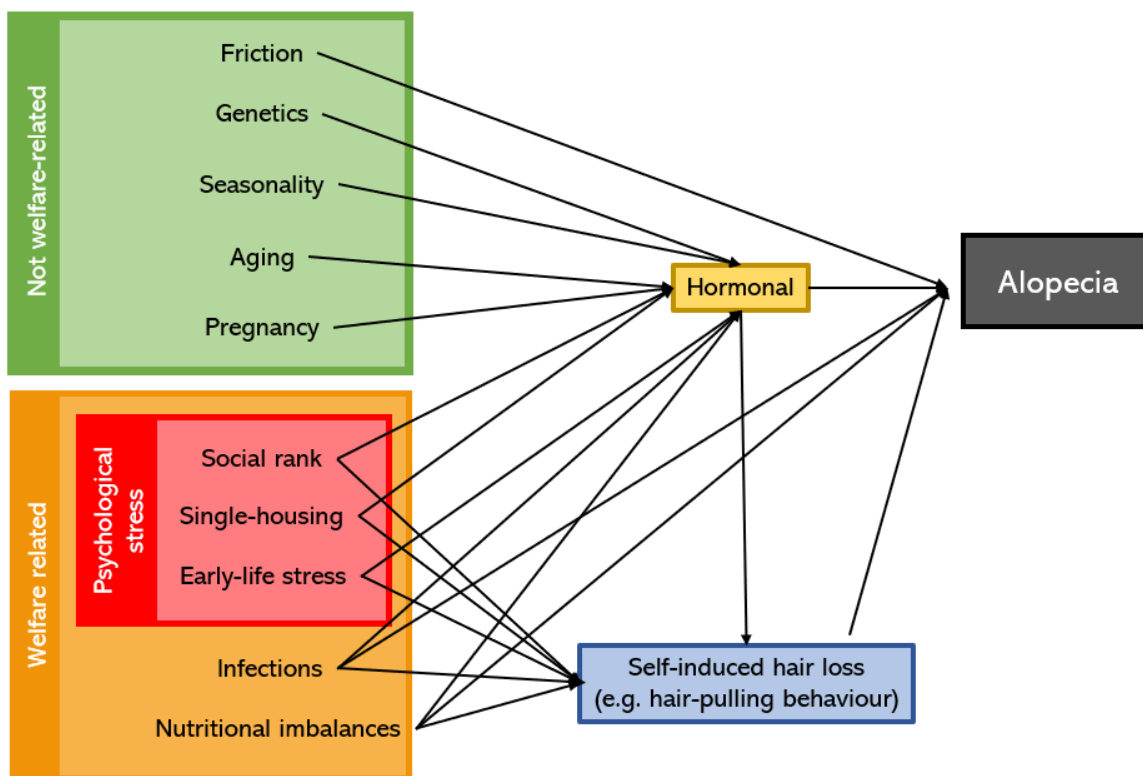 Not welfare-related
Friction
Genetics
Seasonality
Aging
Pregnancy
Hormonal
Alopecia
Welfare related
Psychological
stress
Social rank
Single-housing
Early-life stress
Infections
Nutritional imbalances
Self-induced hair loss
(e.g. hair-pulling behaviour)